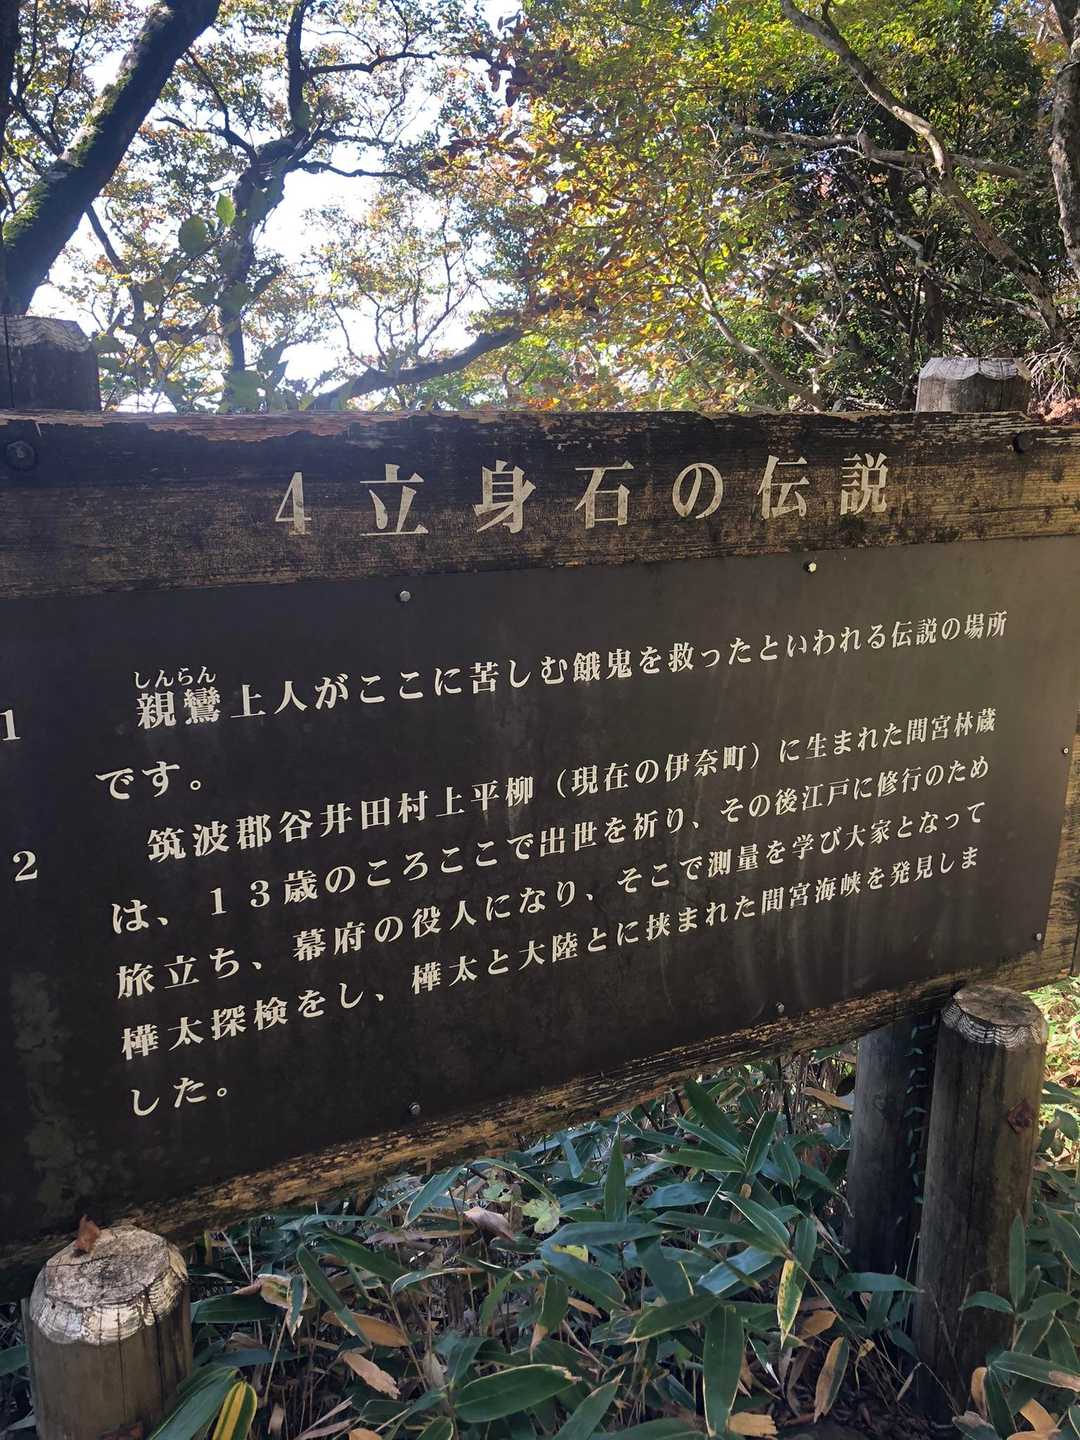 4立身石の伝説
しんらん
1 親鸞上人がここに苦しむ餓鬼を救ったといわれる伝説の場所
です。
2 筑波郡谷井田村上平柳（現在の伊奈町）に生まれた間宮林蔵
は、13歳のころここで出世を祈り、その後江戸に修行のため
旅立ち、幕府の役人になり、そこで測量を学び大家となって
樺太探検をし、樺太と大陸とに挟まれた間宮海峡を発見しま
した。